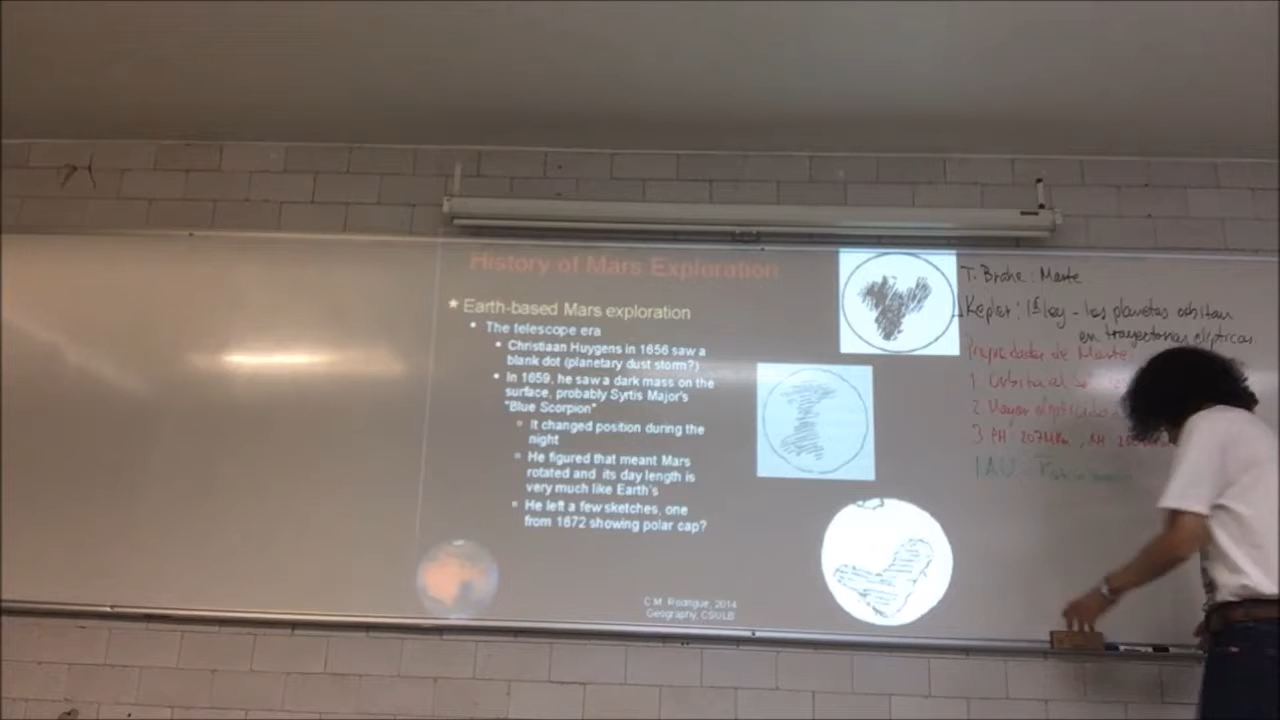 History of Mars Exploration
★ Earth-based Mars exploration
• The telescope era
• Christiaan Huygens in 1656 saw a
blank dot (planetary dust storm?)
• In 1659, he saw a dark mass on the
surface, probably Syrtis Major's
"Blue Scorpion"
It changed position during the
night
He figured that meant Mars
rotated and its day length is
very much like Earth's
He left a few sketches, one
from 1672 showing polar cap?
C.M. Rodrigue, 2014
Geography, CSULB
T. Brahe: Marte
Kepler: 1ª ley - los planetas orbitan
en trayectorias elípticas
Propiedades de Marte
1. Orbita al
2. Mayor
3. PH 207MKm
IAU: